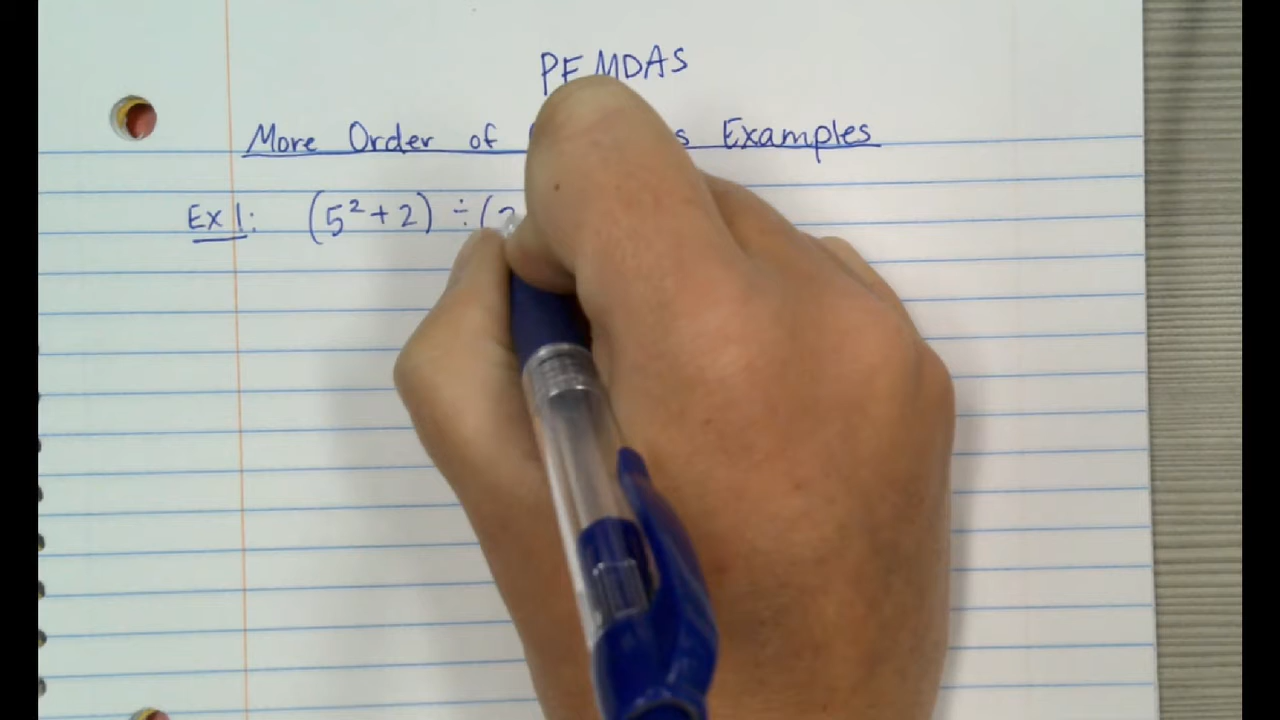 PEMDAS
More Order of Examples
Ex 1: (5² + 2) ÷ (